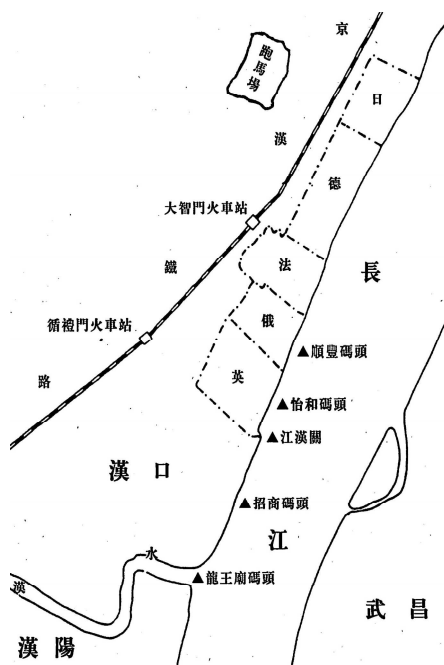 京
跑馬場
日
漢
德
大智門火車站
法
長
鐵
俄
循禮門火車站
▲順豐碼頭
英
路
▲怡和碼頭
▲江漢關
漢口
▲招商碼頭
江
水
▲龍王廟碼頭
漢
武昌
漢陽